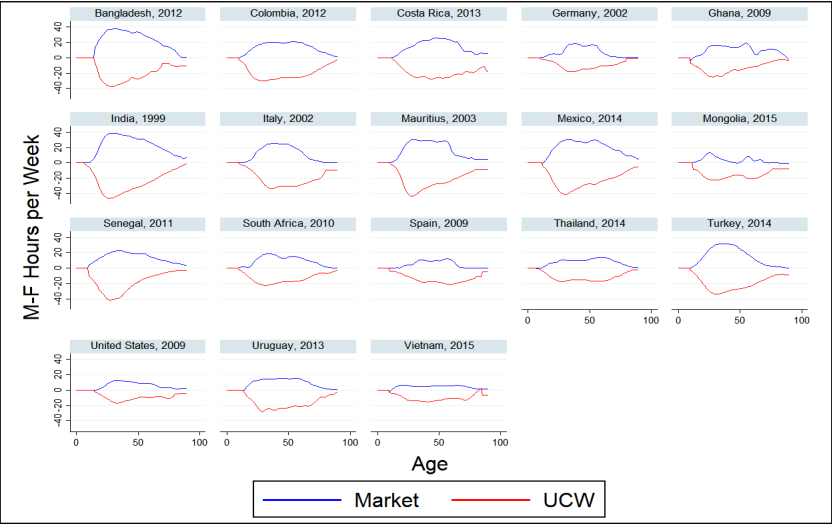 Bangladesh, 2012 Colombia, 2012 Costa Rica, 2013 Germany, 2002 Ghana, 2009
40
20
0
-20
-40
India, 1999 Italy, 2002 Mauritius, 2003 Mexico, 2014 Mongolia, 2015
40
20
0
-20
-40
Senegal, 2011 South Africa, 2010 Spain, 2009 Thailand, 2014 Turkey, 2014
40
20
0
-20
-40
0 50 100 0 50 100
United States, 2009 Uruguay, 2013 Vietnam, 2015
40
20
0
-20
-40
0 50 100 0 50 100 0 50 100
M-F Hours per Week
Age
Market UCW